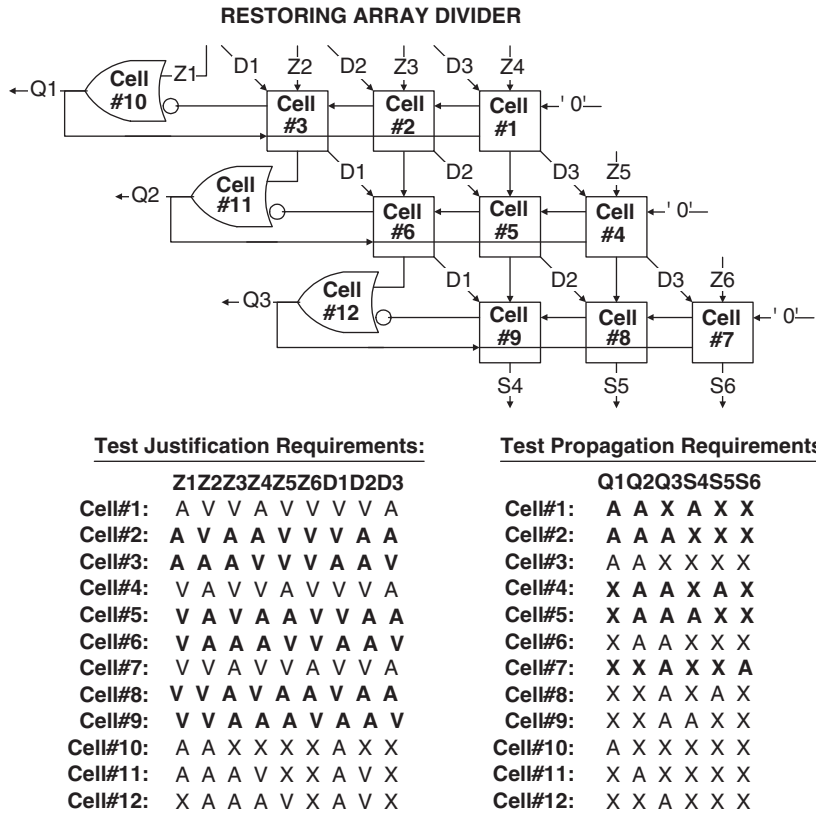 RESTORING ARRAY DIVIDER
Z1 D1 Z2 D2 Z3 D3 Z4
Q1 Cell #10 Cell #3 Cell #2 Cell #1 ' 0'
D1 D2 D3 Z5
Q2 Cell #11 Cell #6 Cell #5 Cell #4 ' 0'
D1 D2 D3 Z6
Q3 Cell #12 Cell #9 Cell #8 Cell #7 ' 0'
S4 S5 S6
Test Justification Requirements:
Z1Z2Z3Z4Z5Z6D1D2D3
Cell#1: A V V A V V V V A
Cell#2: A V A A V V V A A
Cell#3: A A A V V V A A V
Cell#4: V A V V A V V V A
Cell#5: V A V A A V V A A
Cell#6: V A A A V V A A V
Cell#7: V V A V V A V V A
Cell#8: V V A V A A V A A
Cell#9: V V A A A V A A V
Cell#10: A A X X X X A X X
Cell#11: A A A V X X A V X
Cell#12: X A A A V X A V X
Test Propagation Requirements
Q1Q2Q3S4S5S6
Cell#1: A A X A X X
Cell#2: A A A X X X
Cell#3: A A X X X X
Cell#4: X A A X A X
Cell#5: X A A A X X
Cell#6: X A A X X X
Cell#7: X X A X X A
Cell#8: X X A X A X
Cell#9: X X A A X X
Cell#10: A X X X X X
Cell#11: X A X X X X
Cell#12: X X A X X X